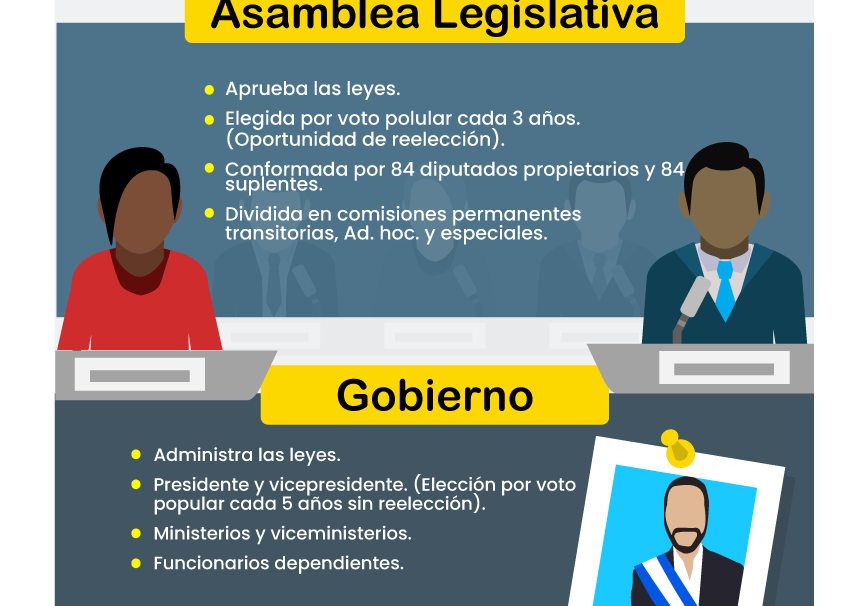 Asamblea Legislativa
Aprueba las leyes.
Elegida por voto polular cada 3 años.
(Oportunidad de reelección).
Conformada por 84 diputados propietarios y 84
suplentes.
Dividida en comisiones permanentes
transitorias, Ad. hoc. y especiales.
Gobierno
Administra las leyes.
Presidente y vicepresidente. (Elección por voto
popular cada 5 años sin reelección).
Ministerios y viceministerios.
Funcionarios dependientes.